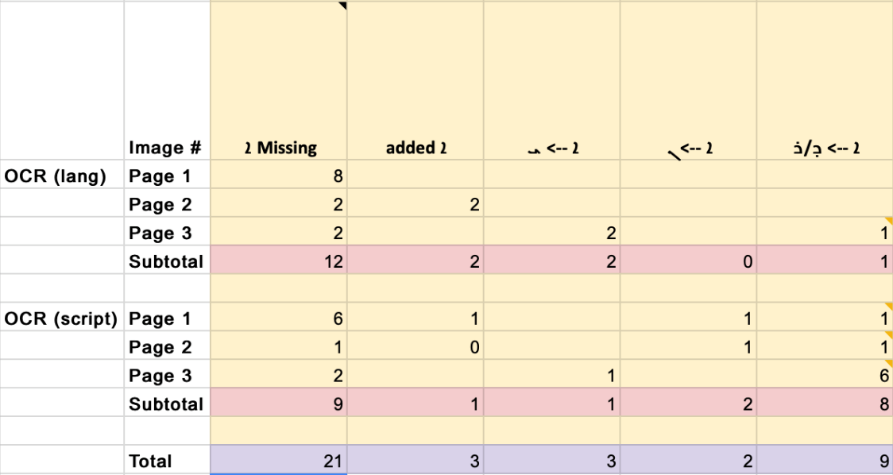 Image # ܙ Missing added ܙ ܝ <-- ܙ ܢ <-- ܙ ܕ/ܪ <-- ܙ
OCR (lang) Page 1 8
Page 2 2 2
Page 3 2 2 1
Subtotal 12 2 2 0 1
OCR (script) Page 1 6 1 1 1
Page 2 1 0 1 1
Page 3 2 1 6
Subtotal 9 1 1 2 8
Total 21 3 3 2 9